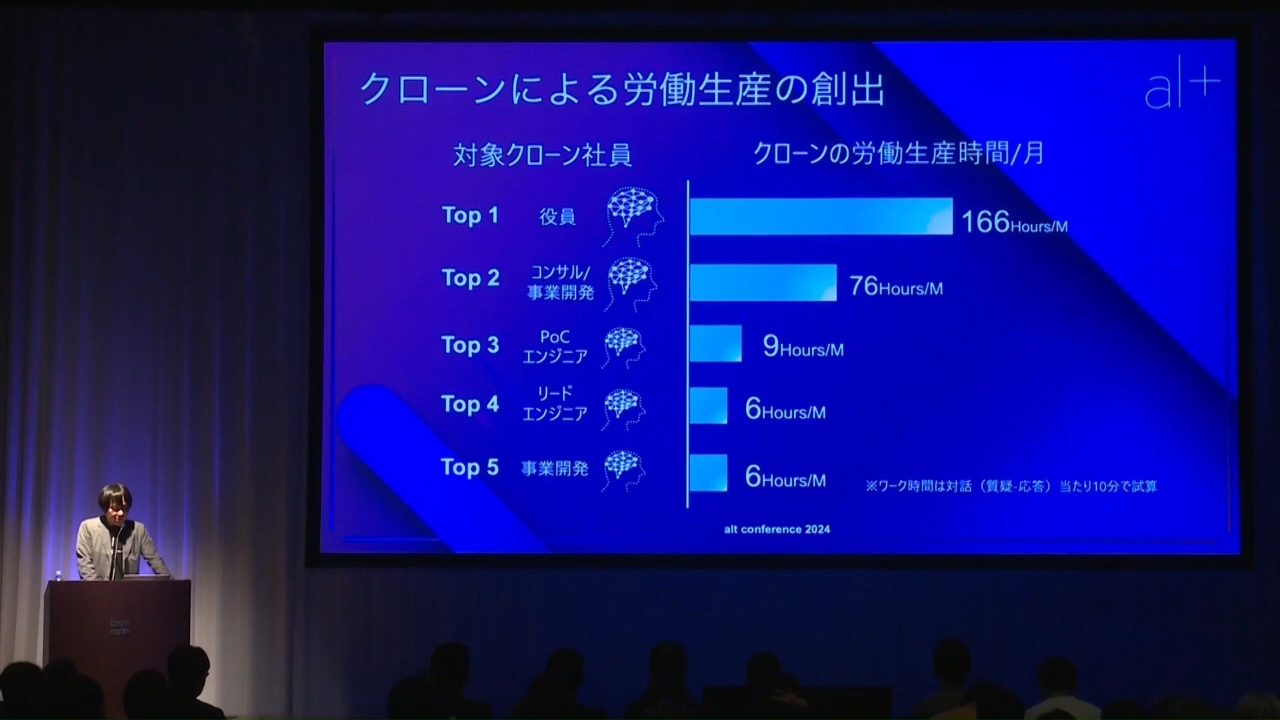 クローンによる労働生産の創出
al+
対象クローン社員
クローンの労働生産時間/月
Top 1
役員
166Hours/M
Top 2
コンサル/
事業開発
76Hours/M
Top 3
PoC
エンジニア
9Hours/M
Top 4
リード
エンジニア
6Hours/M
Top 5
事業開発
6Hours/M
※ワーク時間は対話（質疑-応答）当たり10分で試算
alt conference 2024